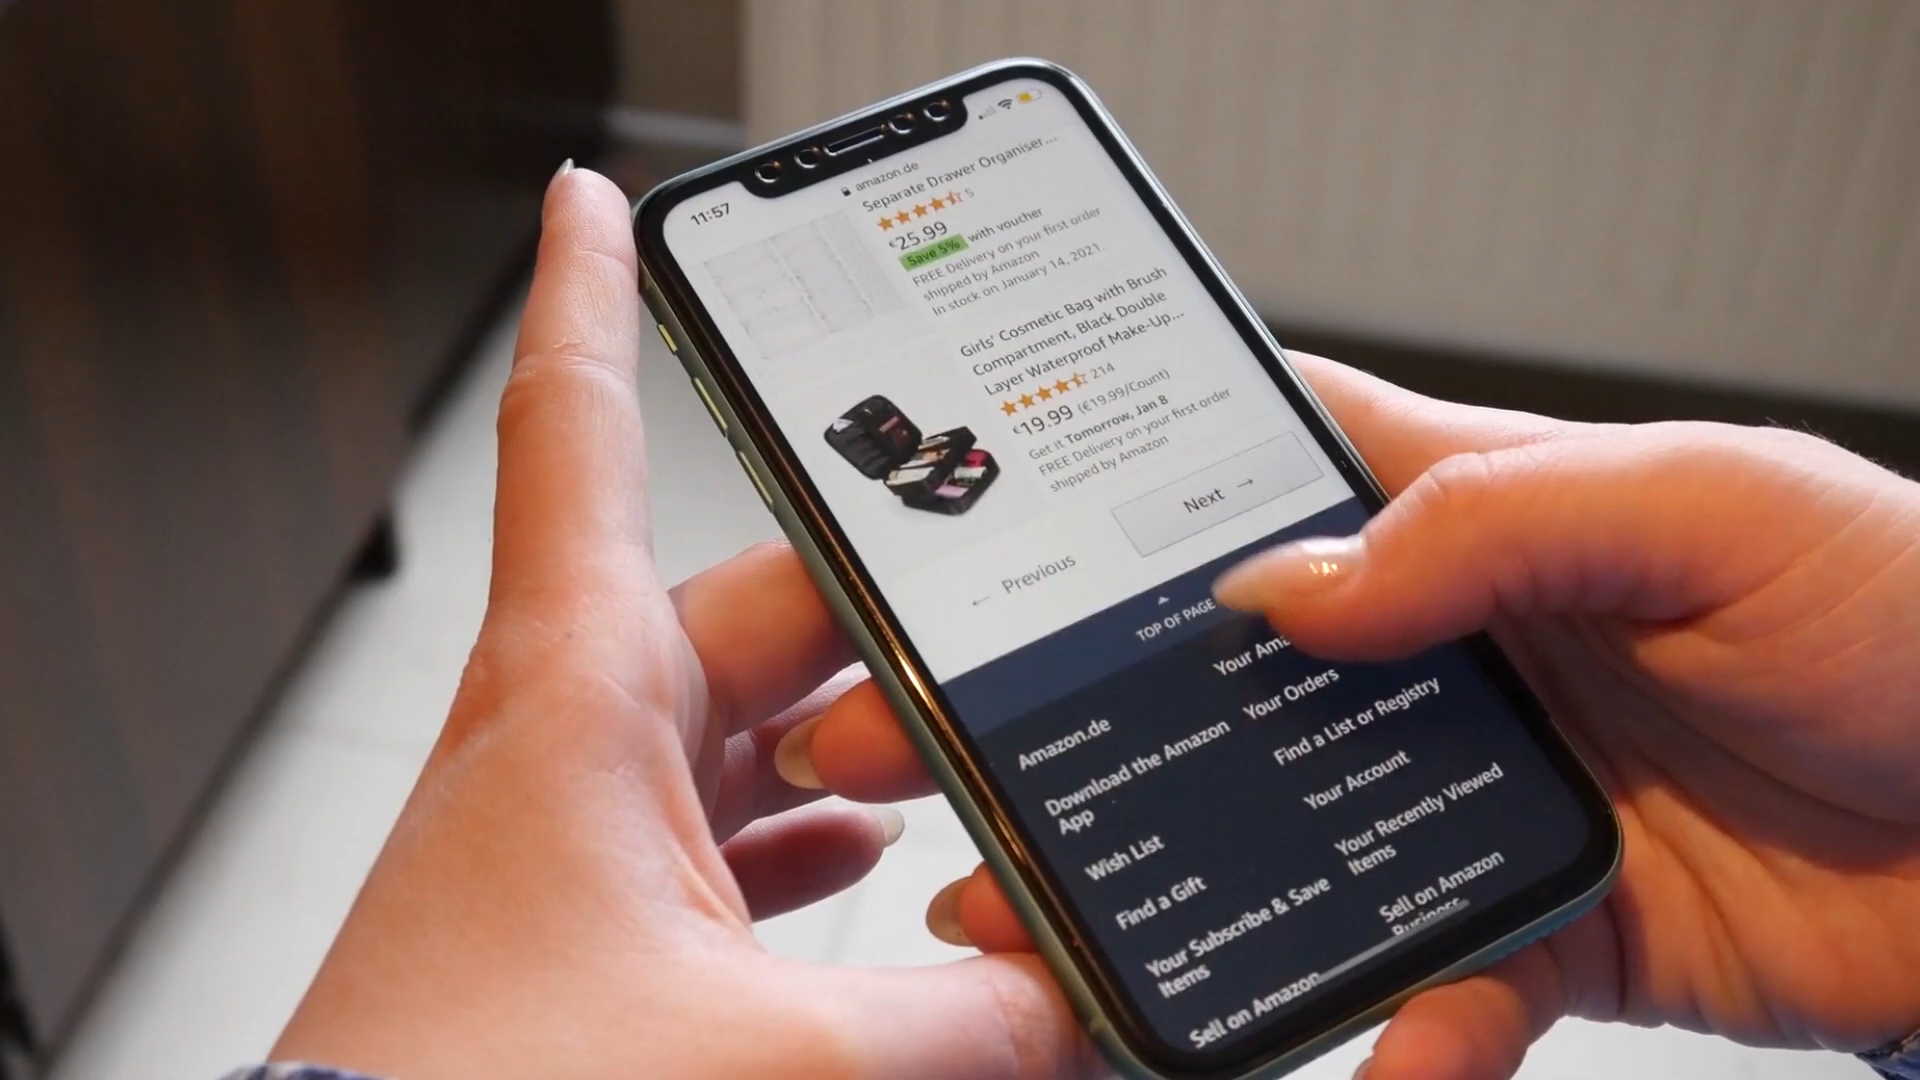 11:57
amazon.de
Separate Drawer Organiser...
5
€25.99
Save 5% with voucher
FREE Delivery on your first order
shipped by Amazon
In stock on January 14, 2021.
Girls' Cosmetic Bag with Brush
Compartment, Black Double
Layer Waterproof Make-Up...
214
€19.99 (€19.99/Count)
Get it Tomorrow, Jan 8
FREE Delivery on your first order
shipped by Amazon
Next →
← Previous
TOP OF PAGE
Amazon.de
Your Ama
Download the Amazon
App
Your Orders
Wish List
Find a List or Registry
Find a Gift
Your Account
Your Subscribe & Save
Items
Your Recently Viewed
Items
Sell on Amazon
Sell on Amazon
Business